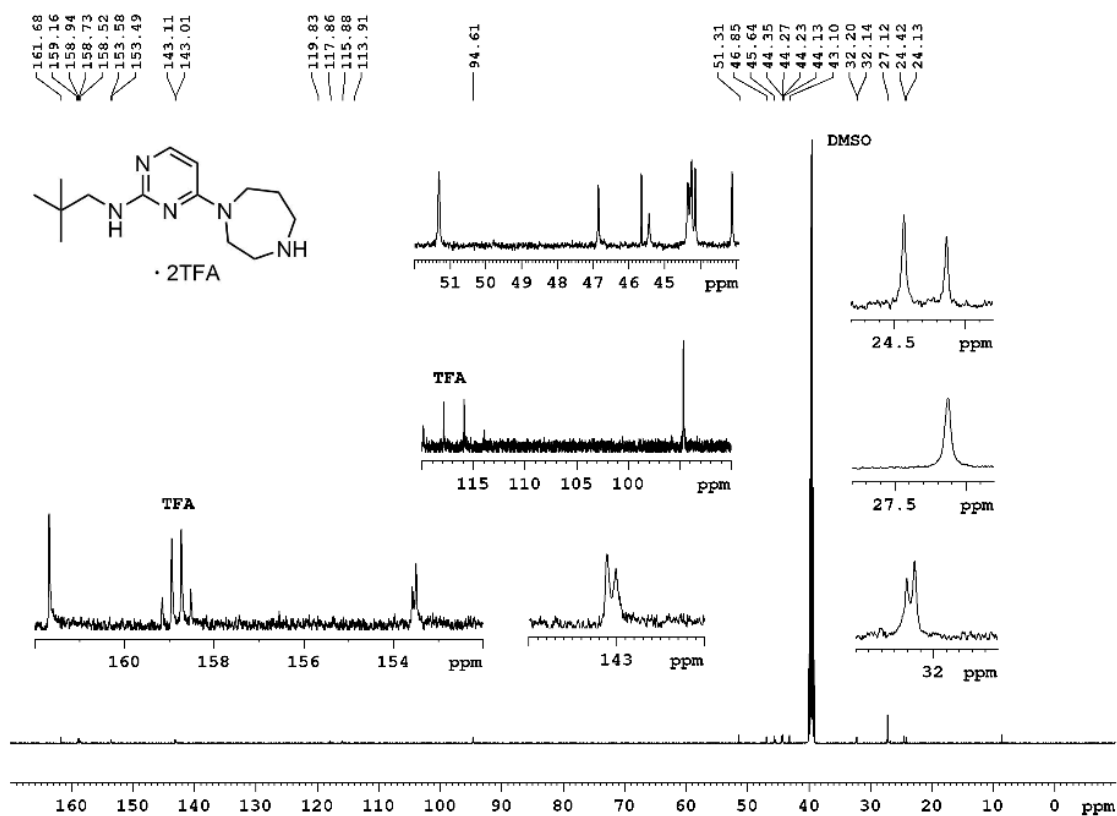 161.68
159.16
158.94
158.73
158.52
153.58
153.49
143.11
143.01
119.83
117.86
115.88
113.91
94.61
51.31
46.85
45.64
44.35
44.27
44.23
44.13
43.10
32.20
32.14
27.12
24.42
24.13
DMSO
N
N
H
N
N
NH
· 2TFA
51 50 49 48 47 46 45 ppm
24.5 ppm
TFA
115 110 105 100 ppm
27.5 ppm
TFA
160 158 156 154 ppm
143 ppm
32 ppm
160 150 140 130 120 110 100 90 80 70 60 50 40 30 20 10 0 ppm